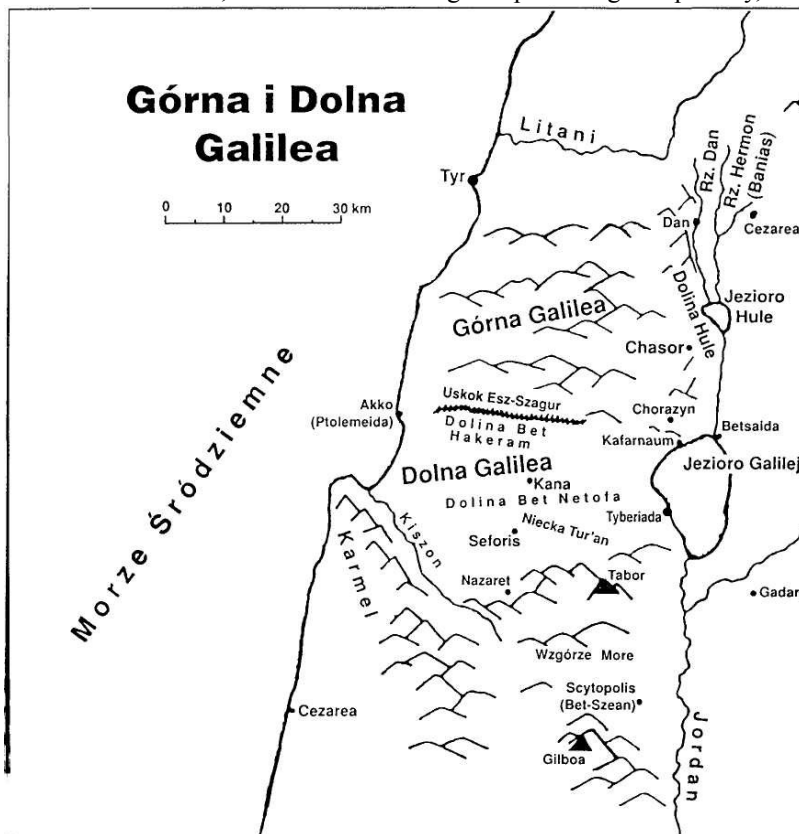 Górna i Dolna
Galilea
0 10 20 30 km
Litani
Tyr
Rz. Dan
Rz. Hermon
(Banias)
Dan
Cezarea
Dolina Hule
Jezioro
Hule
Górna Galilea
Chasor
Morze Śródziemne
Akko
(Ptolemeida)
Uskok Esz-Szagur
Dolina Bet
Hakeram
Chorazyn
Kafarnaum
Betsaida
Jezioro Galilej
Dolna Galilea
Kana
Dolina Bet Netofa
Tyberiada
Niecka Tur'an
Seforis
Kiszon
Karmel
Nazaret
Tabor
Gadar
Wzgórze More
Scytopolis
(Bet-Szean)
Cezarea
Gilboa
Jordan